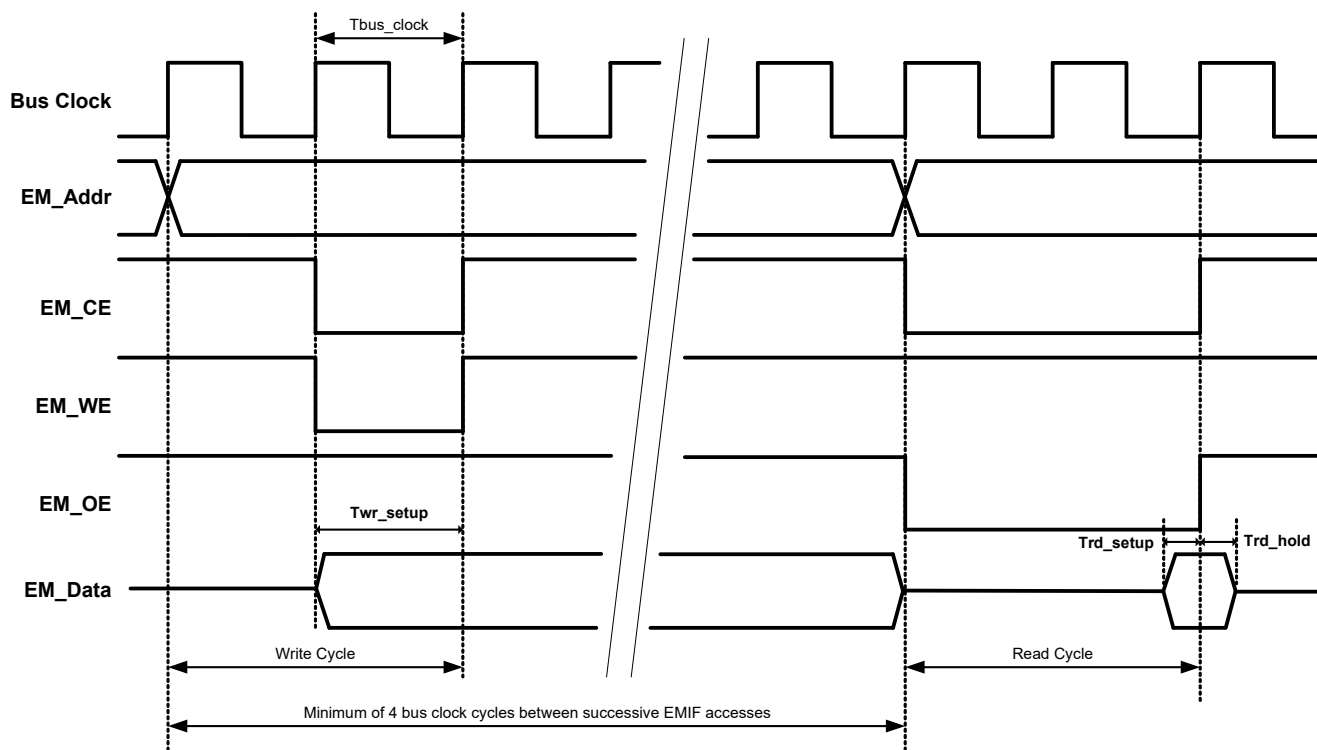 Tbus_clock
Bus Clock
EM_Addr
EM_CE
EM_WE
EM_OE
Twr_setup
Trd_setup
Trd_hold
EM_Data
Write Cycle
Read Cycle
Minimum of 4 bus clock cycles between successive EMIF accesses